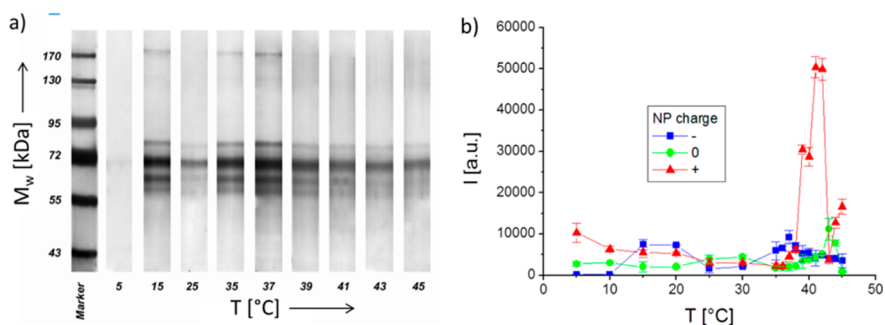 a)
M_w [kDa]
170
130
95
72
55
43
Marker 5 15 25 35 37 39 41 43 45
T [°C]
b)
I [a.u.]
60000
50000
40000
30000
20000
10000
0
NP charge
-
0
+
0 10 20 30 40 50
T [°C]